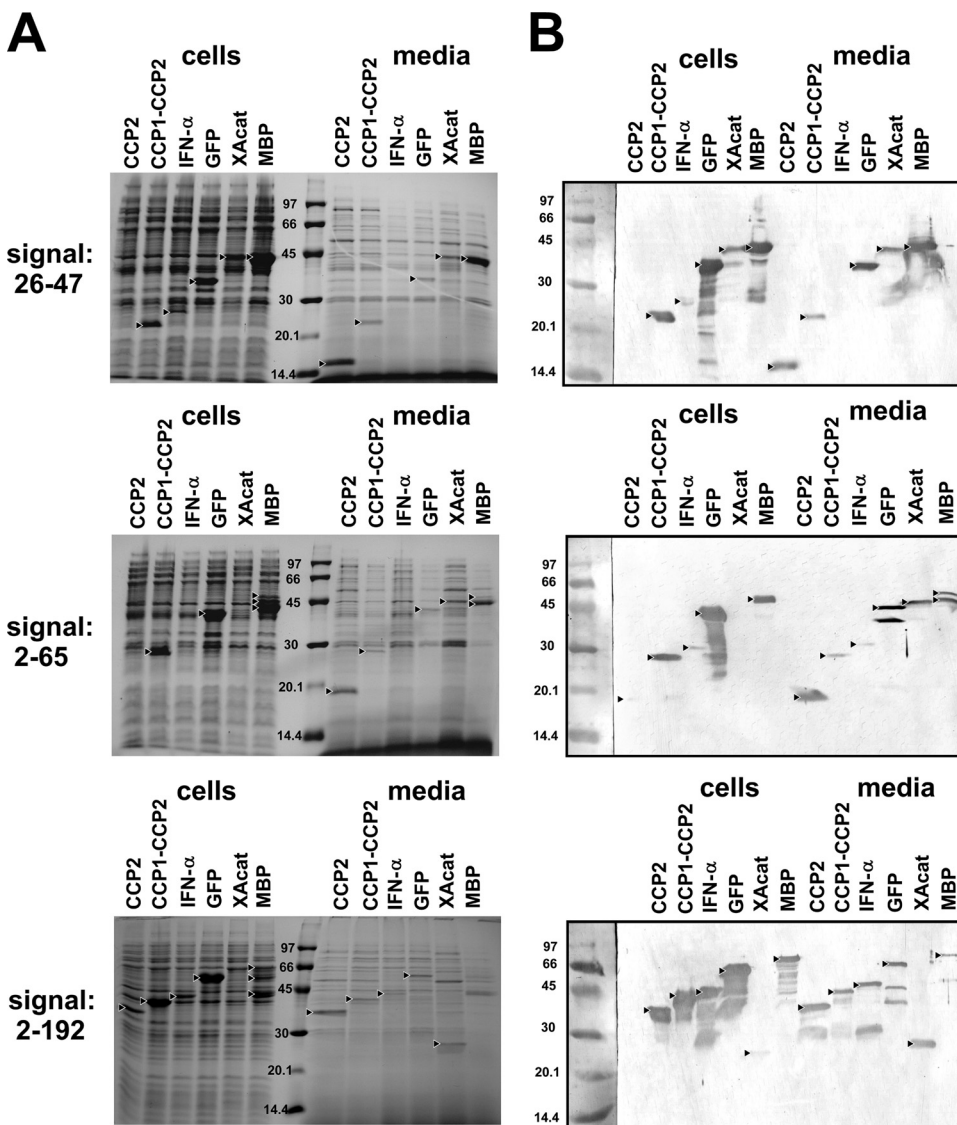 A
B
cells media
cells media
CCP2 CCP1-CCP2 IFN-α GFP XAcat MBP CCP2 CCP1-CCP2 IFN-α GFP XAcat MBP
CCP2 CCP1-CCP2 IFN-α GFP XAcat MBP CCP2 CCP1-CCP2 IFN-α GFP XAcat MBP
signal:
26-47
97
66
45
30
20.1
14.4
97
66
45
30
20.1
14.4
cells media
cells media
CCP2 CCP1-CCP2 IFN-α GFP XAcat MBP CCP2 CCP1-CCP2 IFN-α GFP XAcat MBP
CCP2 CCP1-CCP2 IFN-α GFP XAcat MBP CCP2 CCP1-CCP2 IFN-α GFP XAcat MBP
signal:
2-65
97
66
45
30
20.1
14.4
97
66
45
30
20.1
14.4
cells media
cells media
CCP2 CCP1-CCP2 IFN-α GFP XAcat MBP CCP2 CCP1-CCP2 IFN-α GFP XAcat MBP
CCP2 CCP1-CCP2 IFN-α GFP XAcat MBP CCP2 CCP1-CCP2 IFN-α GFP XAcat MBP
signal:
2-192
97
66
45
30
20.1
14.4
97
66
45
30
20.1
14.4